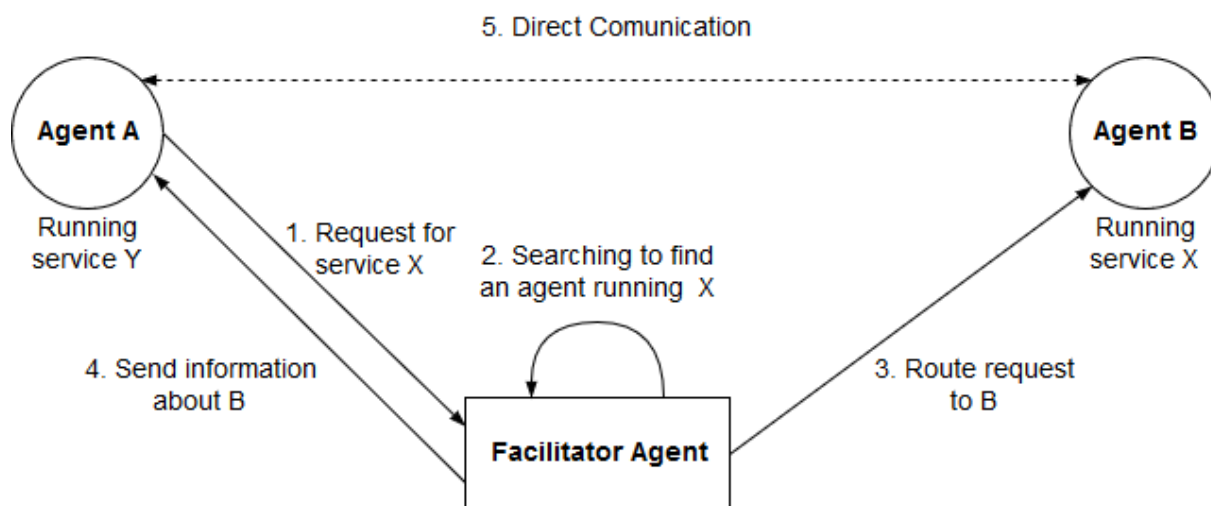 5. Direct Comunication
Agent A
Agent B
Running
service Y
Running
service X
1. Request for
service X
2. Searching to find
an agent running  X
4. Send information
about B
3. Route request
to B
Facilitator Agent